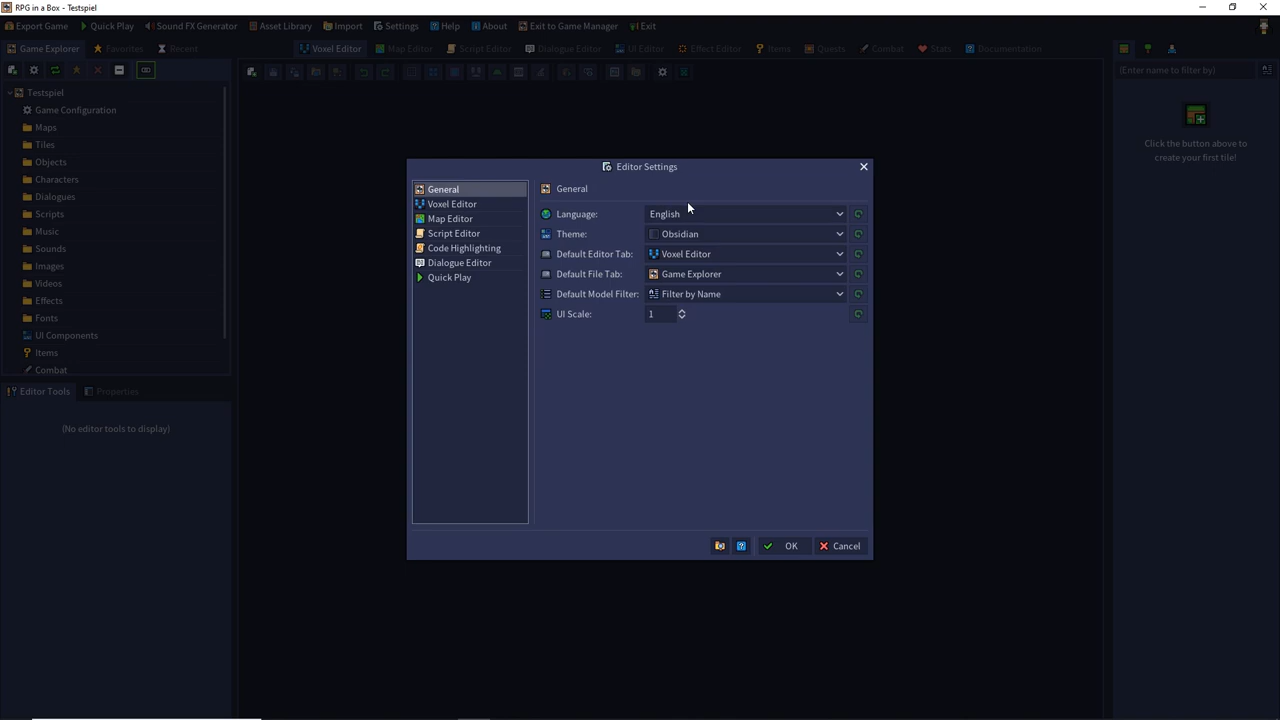 RPG in a Box - Testspiel
Export Game
Quick Play
Sound FX Generator
Asset Library
Import
Settings
Help
About
Exit to Game Manager
Exit
Game Explorer
Favorites
Recent
Voxel Editor
Map Editor
Script Editor
Dialogue Editor
UI Editor
Effect Editor
Items
Quests
Combat
Stats
Documentation
(Enter name to filter by)
Testspiel
Game Configuration
Maps
Tiles
Objects
Characters
Dialogues
Scripts
Music
Sounds
Images
Videos
Effects
Fonts
UI Components
Items
Combat
Editor Tools
Properties
(No editor tools to display)
Editor Settings
General
Voxel Editor
Map Editor
Script Editor
Code Highlighting
Dialogue Editor
Quick Play
General
Language: English
Theme: Obsidian
Default Editor Tab: Voxel Editor
Default File Tab: Game Explorer
Default Model Filter: Filter by Name
UI Scale: 1
OK
Cancel
Click the button above to
create your first tile!